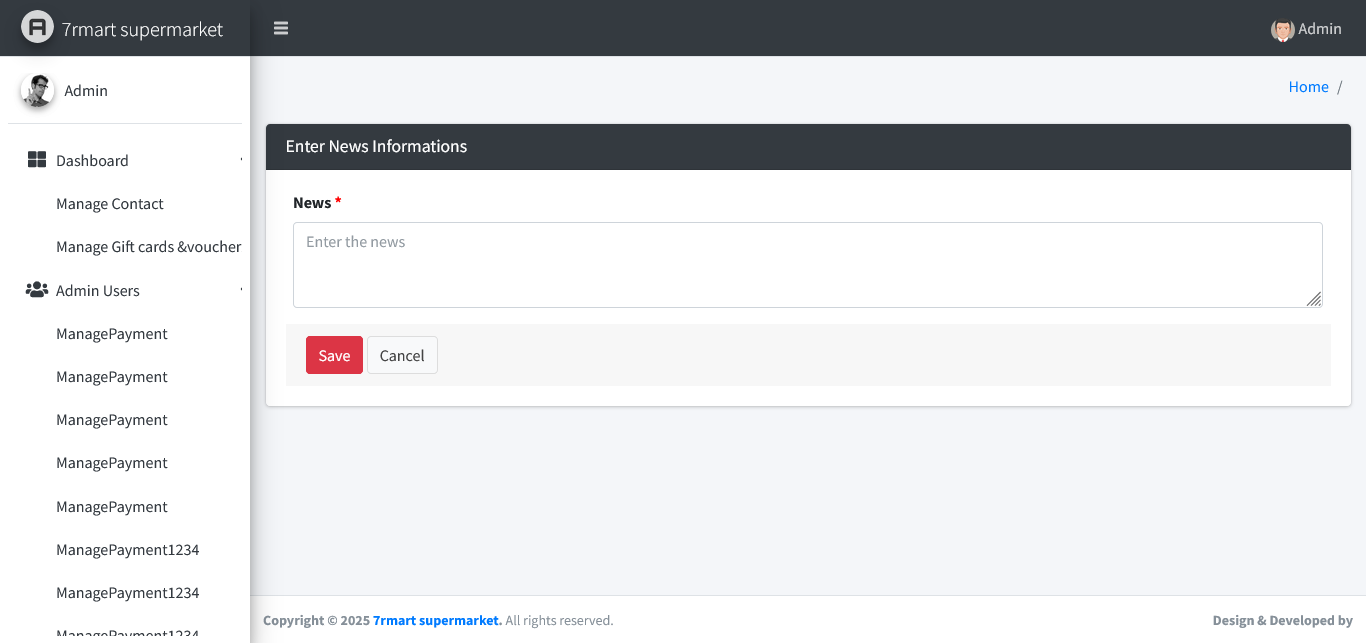 7rmart supermarket
Admin
Admin
Home /
Dashboard
Manage Contact
Manage Gift cards &voucher
Admin Users
ManagePayment
ManagePayment
ManagePayment
ManagePayment
ManagePayment
ManagePayment1234
ManagePayment1234
ManagePayment1234
Enter News Informations
News *
Enter the news
Save Cancel
Copyright © 2025 7rmart supermarket. All rights reserved.
Design & Developed by